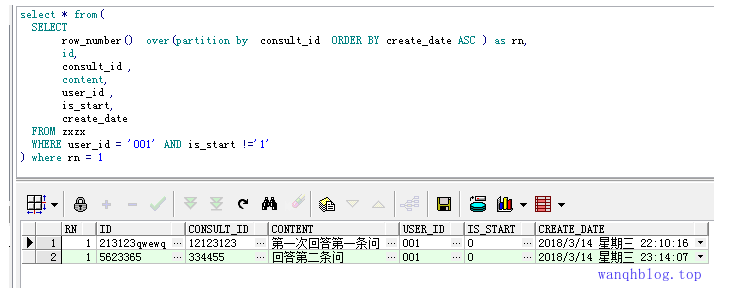 select * from(
SELECT
row_number() over(partition by consult_id ORDER BY create_date ASC ) as rn,
id,
consult_id ,
content,
user_id ,
is_start,
create_date
FROM zxzx
WHERE user_id = '001' AND is_start !='1'
) where rn = 1
RN ID CONSULT_ID CONTENT USER_ID IS_START CREATE_DATE
1 1 213123qwewq ... 12123123 ... 第一次回答第一条问 ... 001 ... 0 ... 2018/3/14 星期三 22:10:16
2 1 5623365 ... 334455 ... 回答第二条问 ... 001 ... 0 ... 2018/3/14 星期三 23:14:07
wanqhblog.top